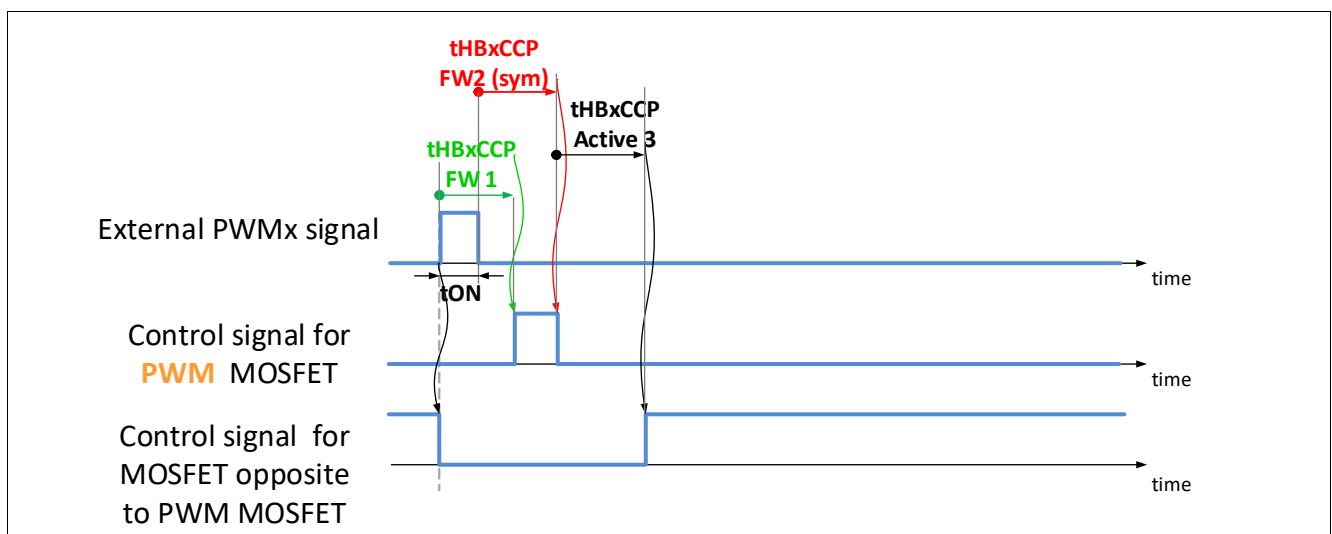 tHBxCCP
FW2 (sym)
tHBxCCP
Active 3
tHBxCCP
FW 1
External PWMx signal
time
tON
Control signal for
PWM MOSFET
time
Control signal for
MOSFET opposite
to PWM MOSFET
time